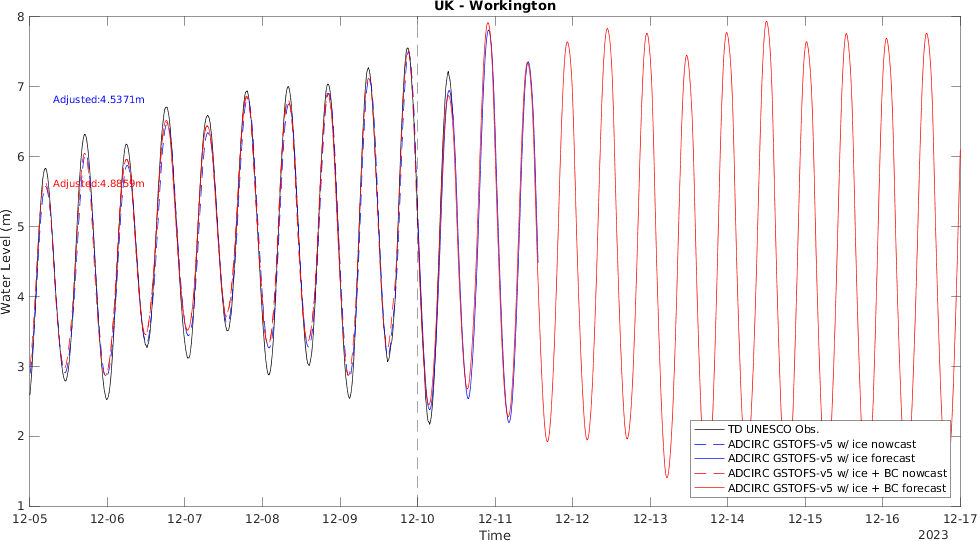 UK - Workington
8
7
6
5
4
3
2
1
Water Level (m)
Adjusted:4.5371m
Adjusted:4.8859m
TD UNESCO Obs.
ADCIRC GSTOFS-v5 w/ ice nowcast
ADCIRC GSTOFS-v5 w/ ice forecast
ADCIRC GSTOFS-v5 w/ ice + BC nowcast
ADCIRC GSTOFS-v5 w/ ice + BC forecast
12-05 12-06 12-07 12-08 12-09 12-10 12-11 12-12 12-13 12-14 12-15 12-16 12-17
Time
2023